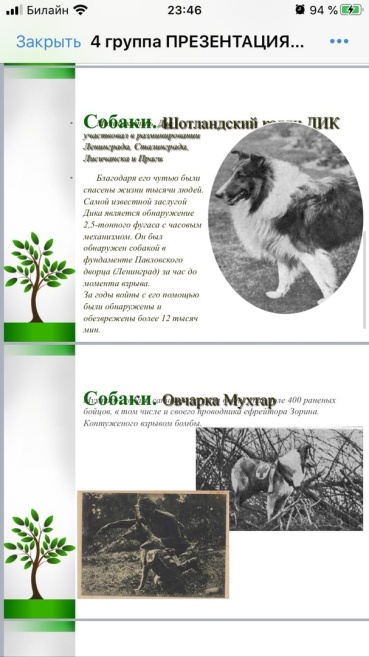 Билайн 23:46 94 %
Закрыть 4 группа ПРЕЗЕНТАЦИЯ...
Собаки. Шотландский колли ДИК
участвовал в разминировании
Ленинграда, Сталинграда,
Лисичанска и Праги
Благодаря его чутью были
спасены жизни тысячи людей.
Самой известной заслугой
Дика является обнаружение
2,5-тонного фугаса с часовым
механизмом. Он был
обнаружен собакой в
фундаменте Павловского
дворца (Ленинград) за час до
момента взрыва.
За годы войны с его помощью
были обнаружены и
обезврежены более 12 тысяч
мин.
Собаки. Овчарка Мухтар
400 раненых
бойцов, в том числе и своего проводника ефрейтора Зорина.
Контуженого взрывом бомбы.